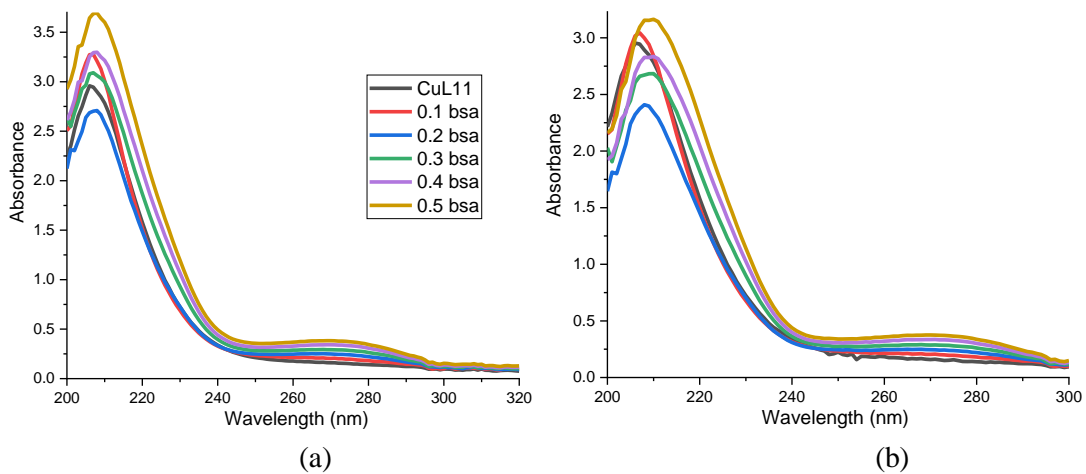 3.5
3.0
2.5
2.0
1.5
1.0
0.5
0.0
Absorbance
200 220 240 260 280 300 320
Wavelength (nm)
CuL11
0.1 bsa
0.2 bsa
0.3 bsa
0.4 bsa
0.5 bsa
(a)
3.0
2.5
2.0
1.5
1.0
0.5
0.0
Absorbance
200 220 240 260 280 300
Wavelength (nm)
(b)